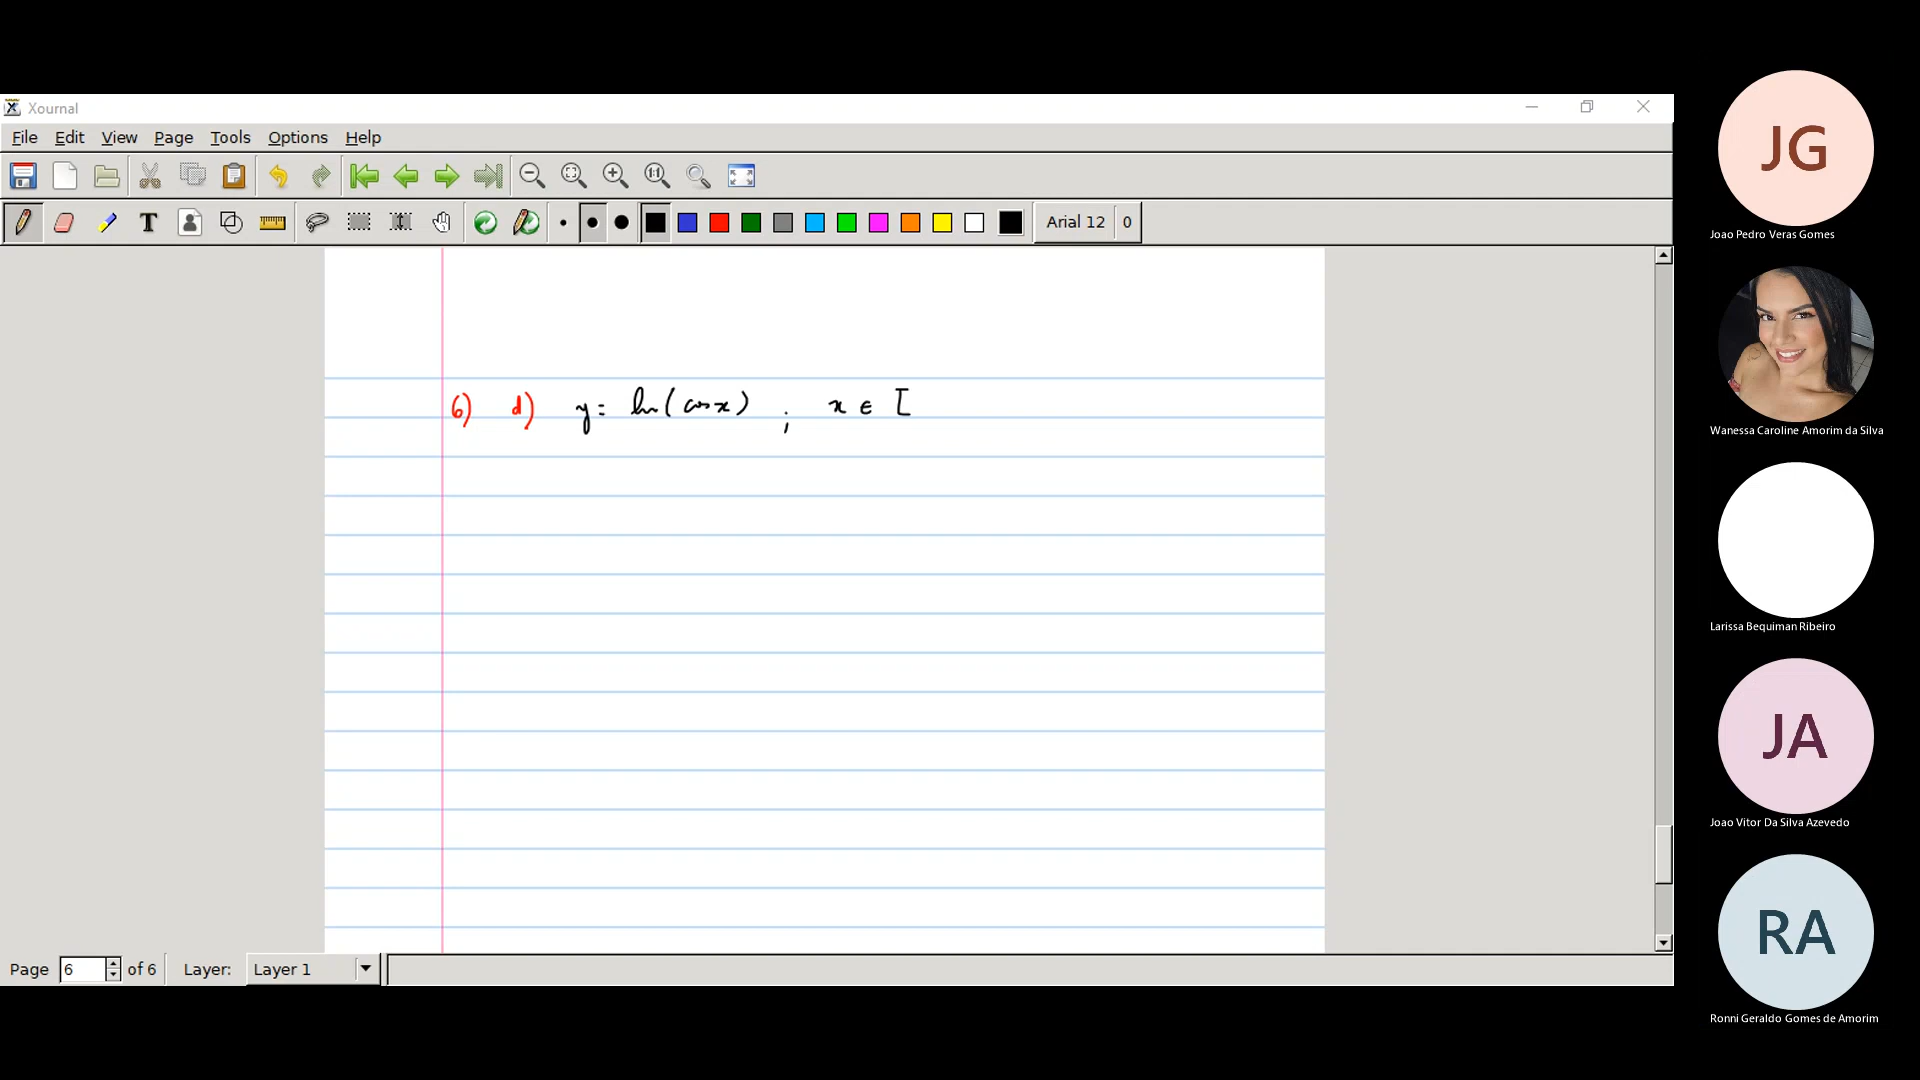 Xournal
File Edit View Page Tools Options Help
T Arial 12 0
6) d) y = ln(cos x) ; x ∈ [
Page 6 of 6 Layer: Layer 1
JG
Joao Pedro Veras Gomes
Wanessa Caroline Amorim da Silva
Larissa Bequiman Ribeiro
JA
Joao Vitor Da Silva Azevedo
RA
Ronni Geraldo Gomes de Amorim